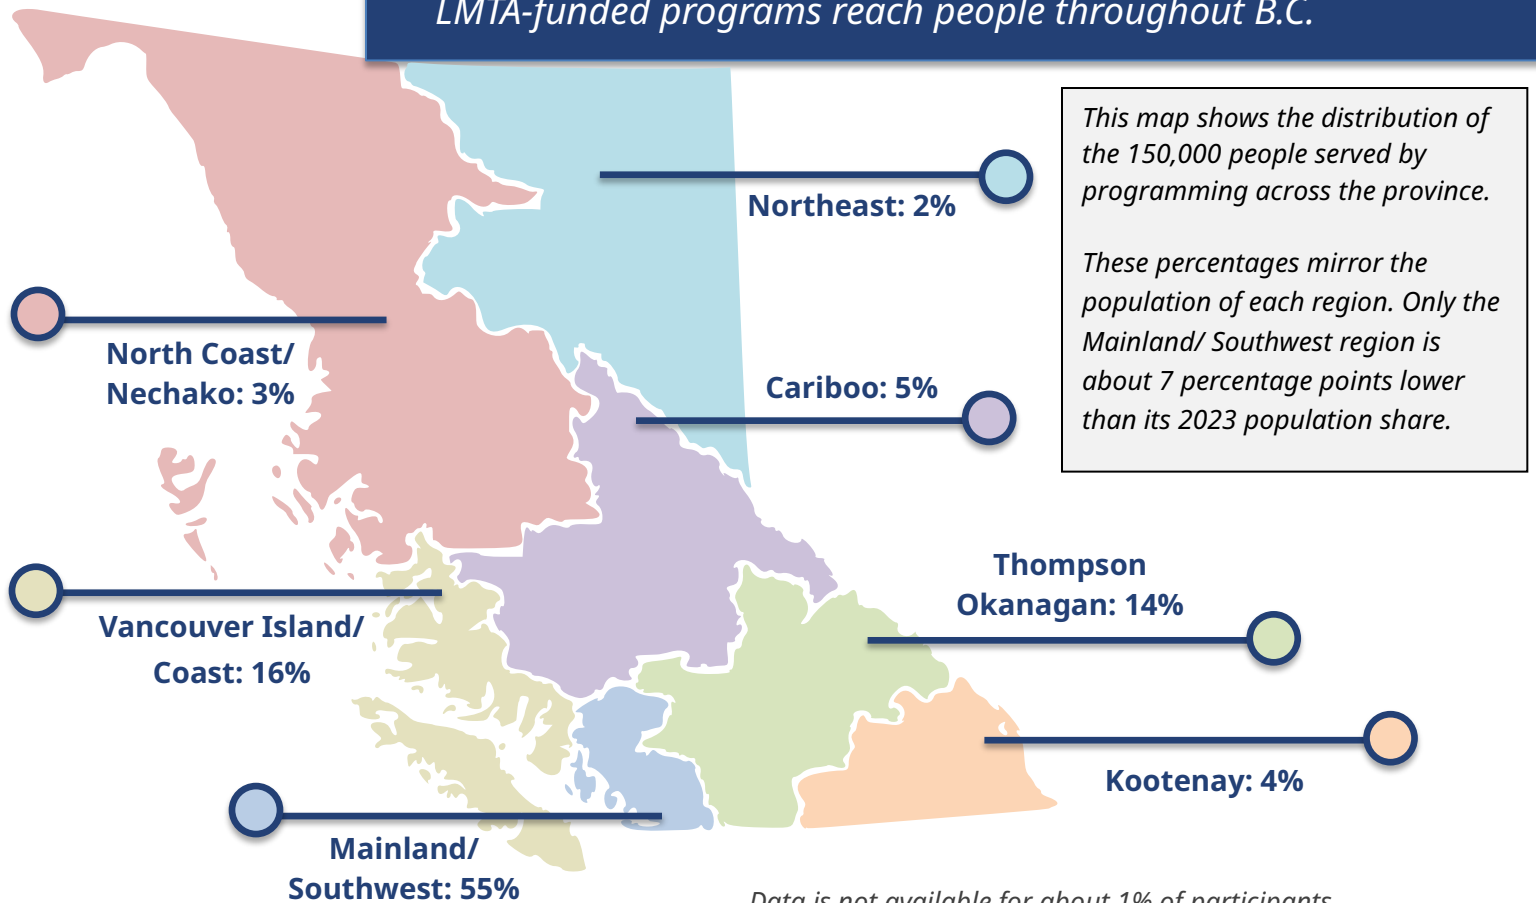 LMTA-funded programs reach people throughout B.C.
This map shows the distribution of
the 150,000 people served by
programming across the province.
These percentages mirror the
population of each region. Only the
Mainland/ Southwest region is
about 7 percentage points lower
than its 2023 population share.
Northeast: 2%
North Coast/
Nechako: 3%
Cariboo: 5%
Thompson
Okanagan: 14%
Vancouver Island/
Coast: 16%
Kootenay: 4%
Mainland/
Southwest: 55%
Data is not available for about 1% of participants